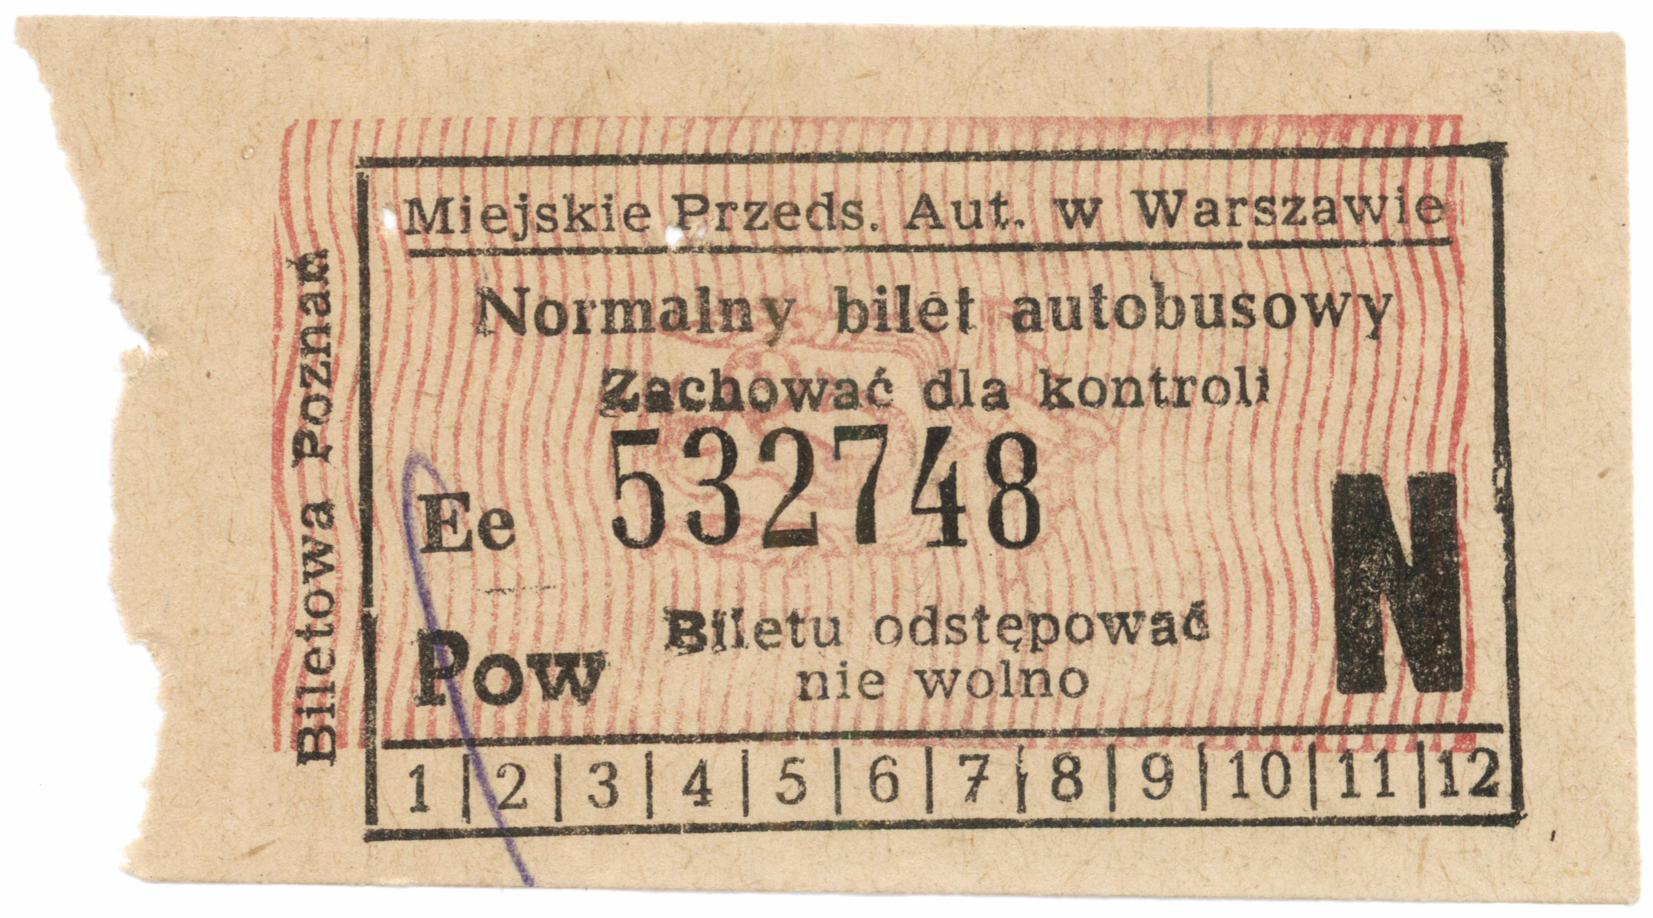 Miejskie Przeds. Aut. w Warszawie
Normalny bilet autobusowy
Zachować dla kontroli
Ee 532748
Pow
Biletu odstępować
nie wolno
N
1|2|3|4|5|6|7|8|9|10|11|12
Biletowa Poznań